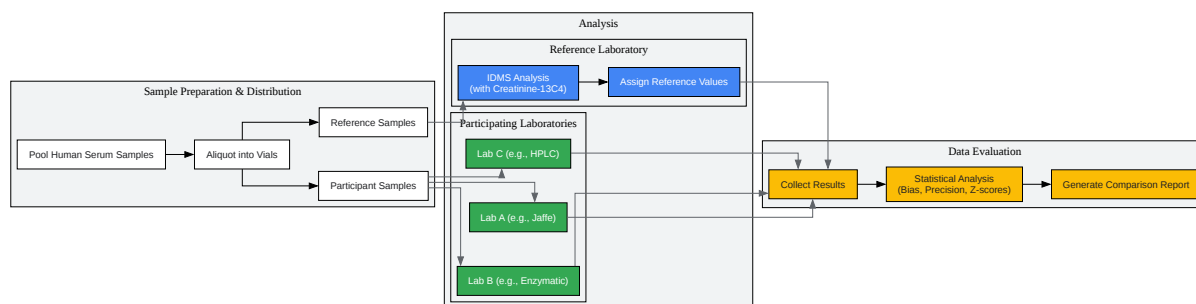 Analysis
Reference Laboratory
IDMS Analysis
(with Creatinine-13C4)
Assign Reference Values
Sample Preparation & Distribution
Reference Samples
Pool Human Serum Samples
Aliquot into Vials
Participant Samples
Participating Laboratories
Lab C (e.g., HPLC)
Lab A (e.g., Jaffe)
Lab B (e.g., Enzymatic)
Data Evaluation
Collect Results
Statistical Analysis
(Bias, Precision, Z-scores)
Generate Comparison Report